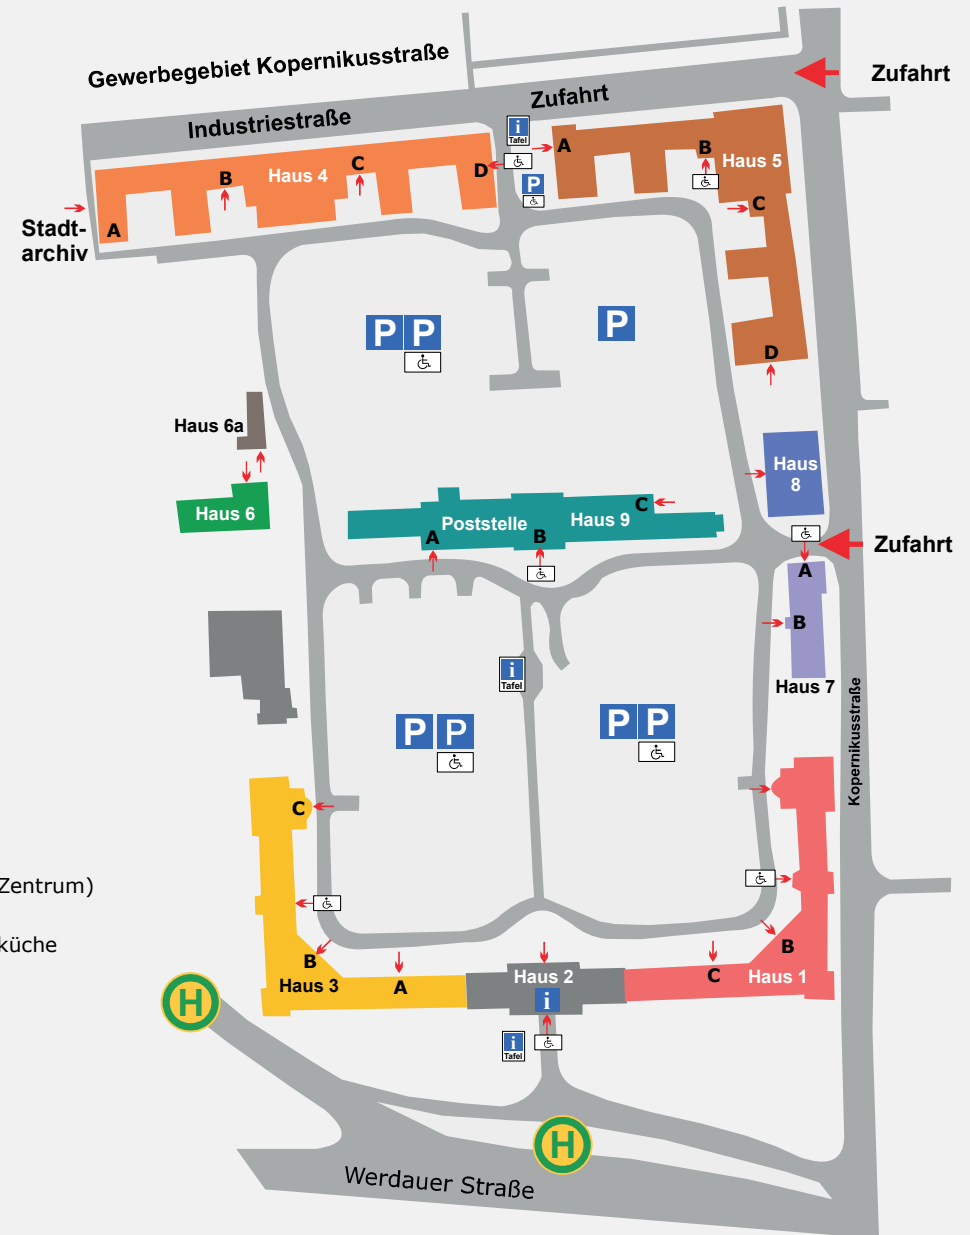 Gewerbegebiet Kopernikusstraße
Zufahrt
Zufahrt
Industriestraße
i
Tafel
A
B
Haus 5
C
D
P
B
C
Haus 4
D
A
Stadt-
archiv
P P
P
Haus 6a
Haus 6
Haus
8
Poststelle
Haus 9
C
A
B
Zufahrt
A
B
Haus 7
i
Tafel
Kopernikusstraße
P P
P P
C
Zentrum)
küche
B
Haus 3
A
Haus 2
i
C
B
Haus 1
H
i
Tafel
H
Werdauer Straße